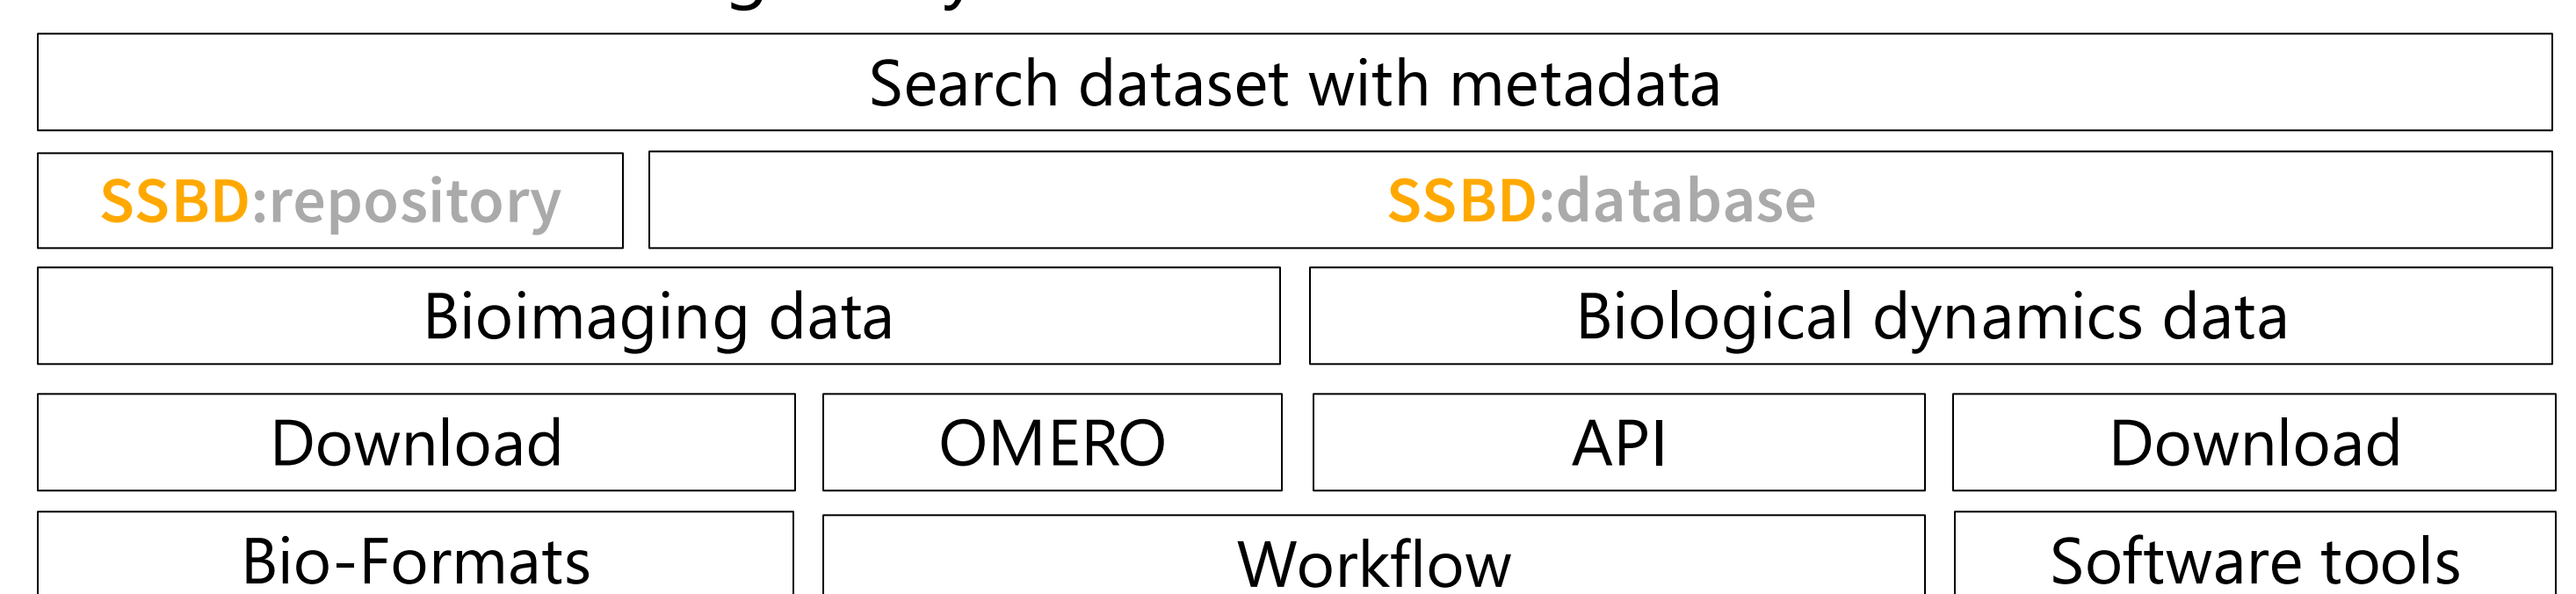 Search dataset with metadata
SSBD:repository
SSBD:database
Bioimaging data
Biological dynamics data
Download
OMERO
API
Download
Bio-Formats
Workflow
Software tools